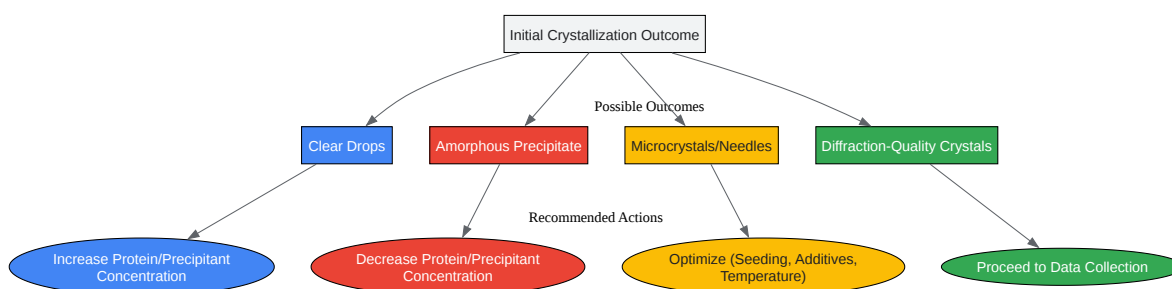 Initial Crystallization Outcome
Possible Outcomes
Clear Drops
Amorphous Precipitate
Microcrystals/Needles
Diffraction-Quality Crystals
Recommended Actions
Increase Protein/Precipitant
Concentration
Decrease Protein/Precipitant
Concentration
Optimize (Seeding, Additives,
Temperature)
Proceed to Data Collection